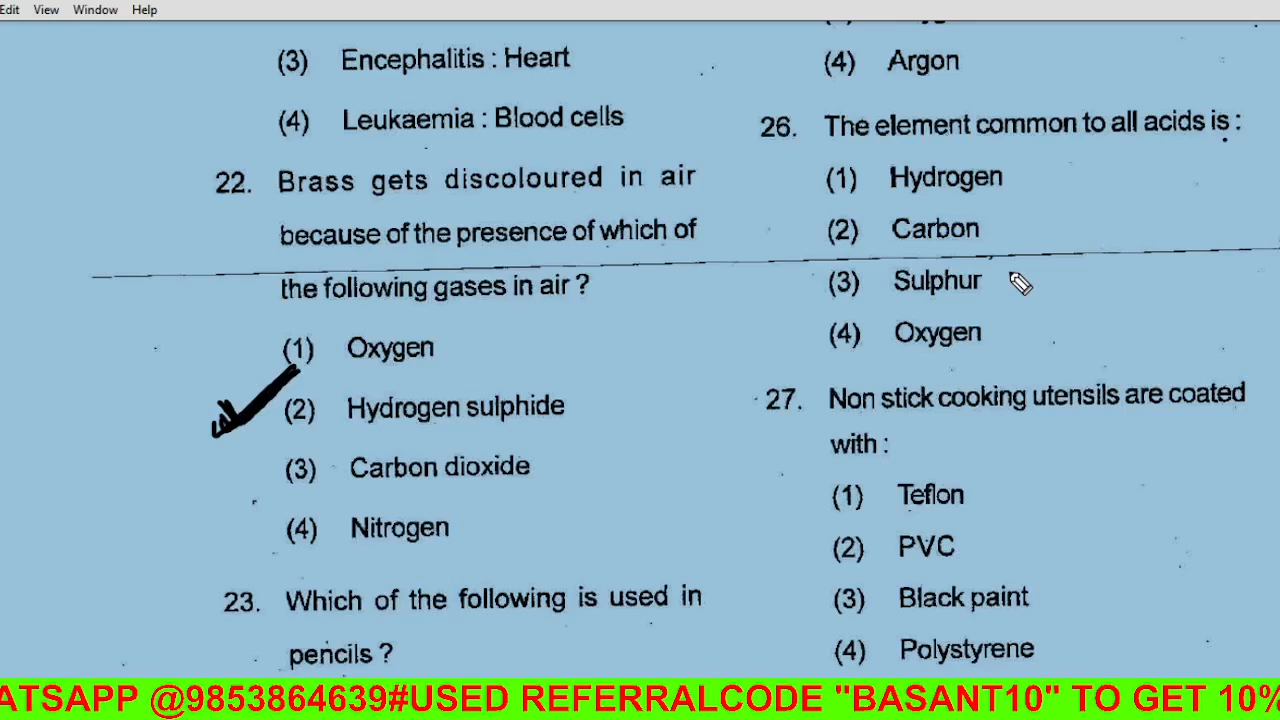 Edit View Window Help
(3) Encephalitis : Heart
(4) Leukaemia : Blood cells
22. Brass gets discoloured in air
because of the presence of which of
the following gases in air ?
(1) Oxygen
(2) Hydrogen sulphide
(3) Carbon dioxide
(4) Nitrogen
23. Which of the following is used in
pencils ?
(4) Argon
26. The element common to all acids is :
(1) Hydrogen
(2) Carbon
(3) Sulphur
(4) Oxygen
27. Non stick cooking utensils are coated
with :
(1) Teflon
(2) PVC
(3) Black paint
(4) Polystyrene
ATSAPP @9853864639#USED REFERRALCODE "BASANT10" TO GET 10%